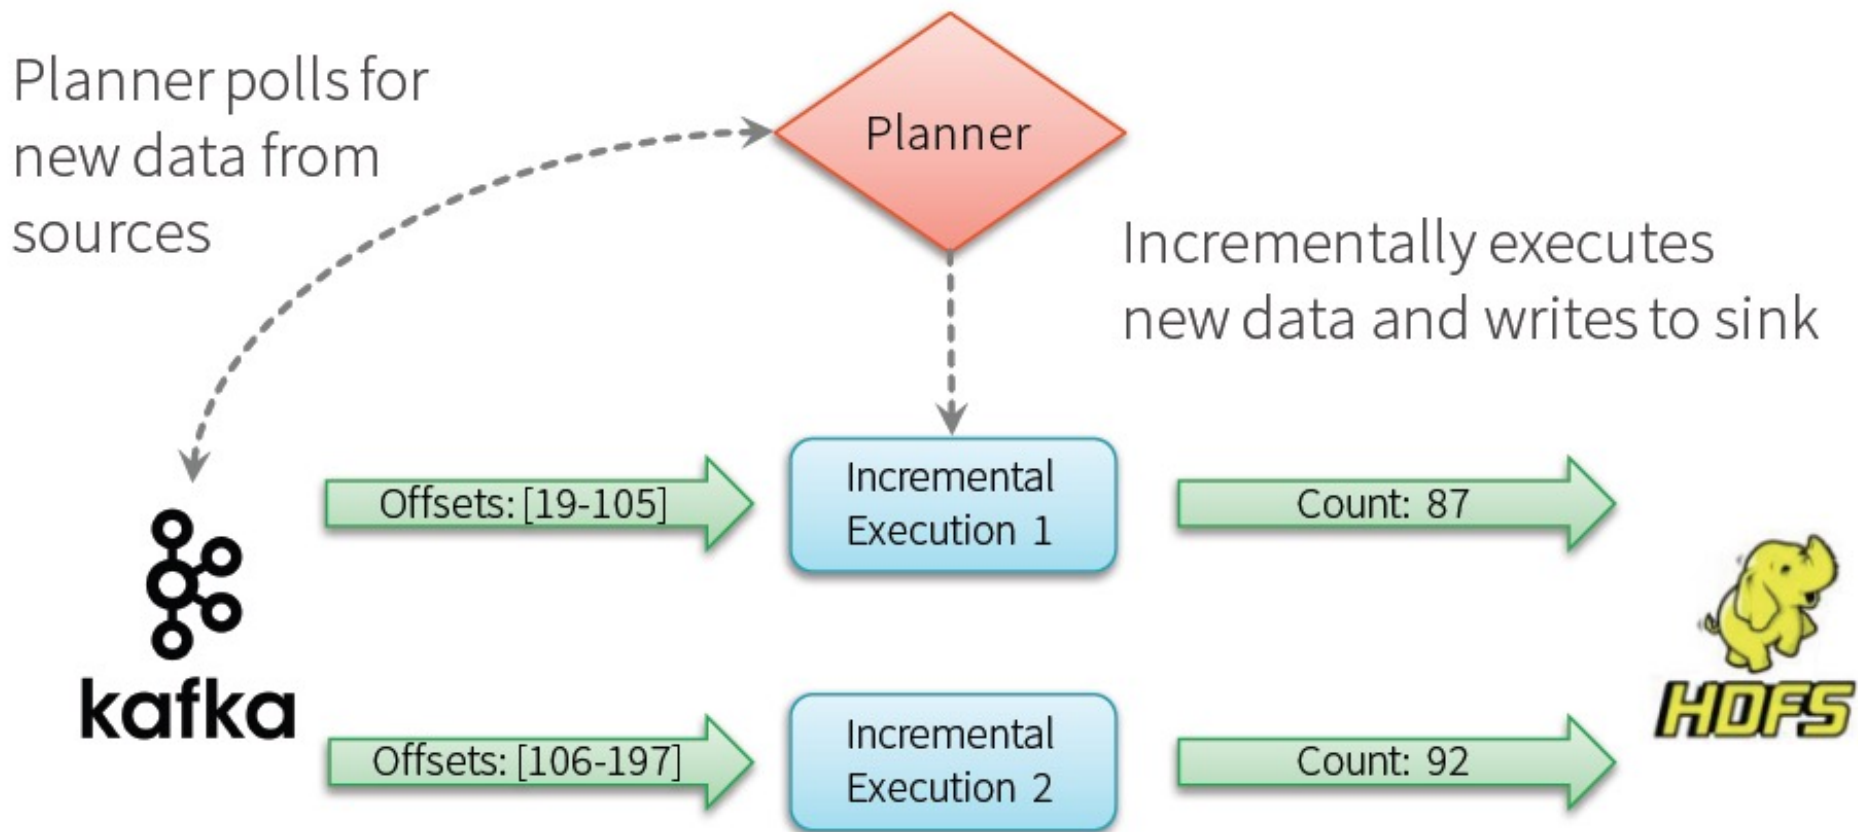 Planner polls for
new data from
sources
Planner
Incrementally executes
new data and writes to sink
Offsets: [19-105]
Incremental
Execution 1
Count: 87
kafka
HDFS
Offsets: [106-197]
Incremental
Execution 2
Count: 92